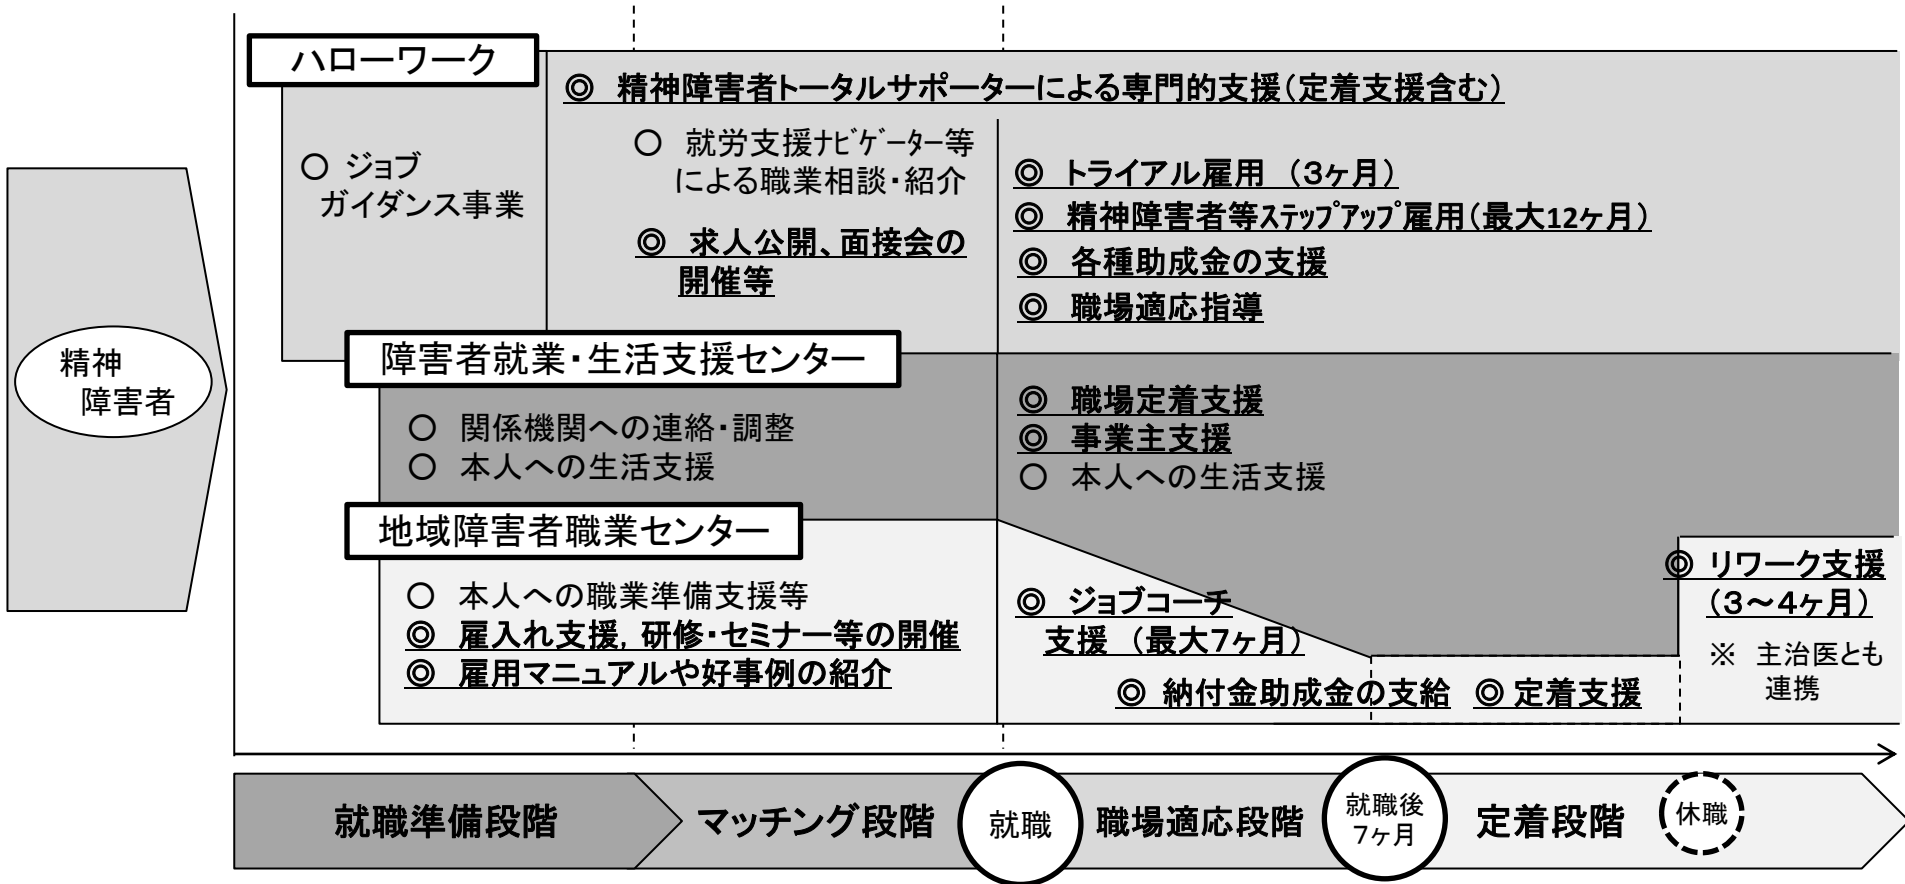 ハローワーク
◎ 精神障害者トータルサポーターによる専門的支援(定着支援含む)
○ ジョブ
ガイダンス事業
○ 就労支援ﾅﾋﾞｹﾞｰﾀｰ等
による職業相談・紹介
◎ 求人公開、面接会の
開催等
◎ トライアル雇用 (3ヶ月)
◎ 精神障害者等ｽﾃｯﾌﾟｱｯﾌﾟ雇用(最大12ヶ月)
◎ 各種助成金の支援
◎ 職場適応指導
精神
障害者
障害者就業・生活支援センター
○ 関係機関への連絡・調整
○ 本人への生活支援
◎ 職場定着支援
◎ 事業主支援
○ 本人への生活支援
地域障害者職業センター
○ 本人への職業準備支援等
◎ 雇入れ支援, 研修・セミナー等の開催
◎ 雇用マニュアルや好事例の紹介
◎ ジョブコーチ
支援 (最大7ヶ月)
◎ 納付金助成金の支給
◎ 定着支援
◎ リワーク支援
(3～4ヶ月)
※ 主治医とも
連携
就職準備段階
マッチング段階
就職
職場適応段階
就職後
7ヶ月
定着段階
休職